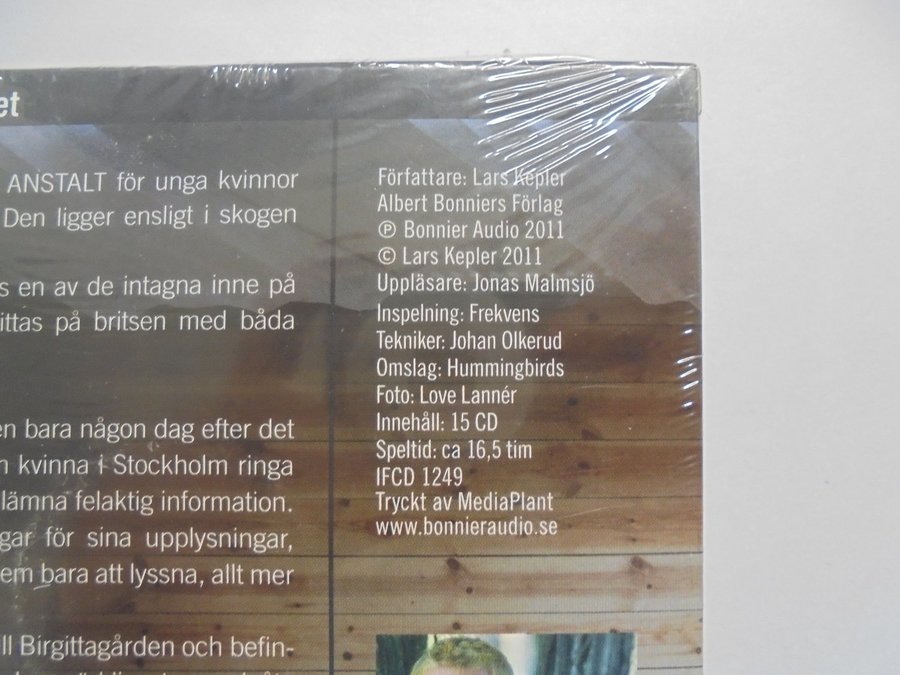 et
ANSTALT för unga kvinnor
Den ligger ensligt i skogen
s en av de intagna inne på
ittas på britsen med båda
en bara någon dag efter det
n kvinna i Stockholm ringa
lämna felaktig information.
gar för sina upplysningar,
em bara att lyssna, allt mer
ll Birgittagården och befin-
Författare: Lars Kepler
Albert Bonniers Förlag
℗ Bonnier Audio 2011
© Lars Kepler 2011
Uppläsare: Jonas Malmsjö
Inspelning: Frekvens
Tekniker: Johan Olkerud
Omslag: Hummingbirds
Foto: Love Lannér
Innehåll: 15 CD
Speltid: ca 16,5 tim
IFCD 1249
Tryckt av MediaPlant
www.bonnieraudio.se